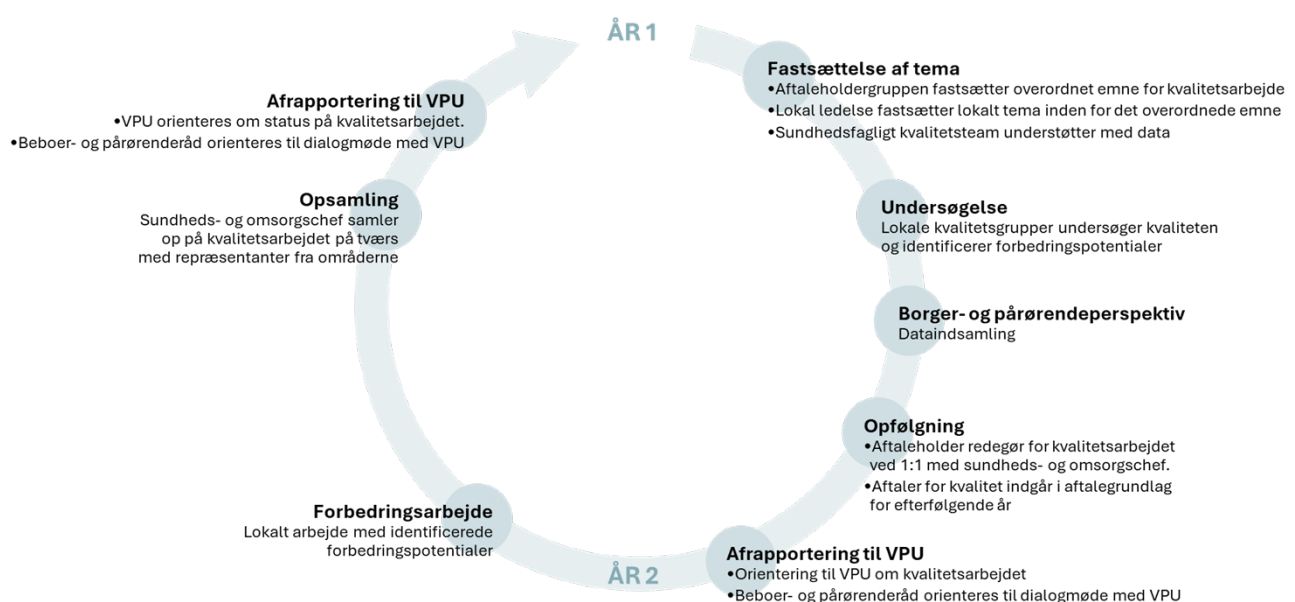 ÅR 1
Fastsættelse af tema
•Aftaleholdergruppen fastsætter overordnet emne for kvalitetsarbejde
•Lokal ledelse fastsætter lokalt tema inden for det overordnede emne
•Sundhedsfagligt kvalitetsteam understøtter med data
Undersøgelse
Lokale kvalitetsgrupper undersøger kvaliteten
og identificerer forbedringspotentialer
Borger- og pårørendeperspektiv
Dataindsamling
Opfølgning
•Aftaleholder redegør for kvalitetsarbejdet
ved 1:1 med sundheds- og omsorgschef.
•Aftaler for kvalitet indgår i aftalegrundlag
for efterfølgende år
Afrapportering til VPU
•Orientering til VPU om kvalitetsarbejdet
•Beboer- og pårørenderåd orienteres til dialogmøde med VPU
ÅR 2
Forbedringsarbejde
Lokalt arbejde med identificerede
forbedringspotentialer
Opsamling
Sundheds- og omsorgschef samler
op på kvalitetsarbejdet på tværs
med repræsentanter fra områderne
Afrapportering til VPU
•VPU orienteres om status på kvalitetsarbejdet.
•Beboer- og pårørenderåd orienteres til dialogmøde med VPU